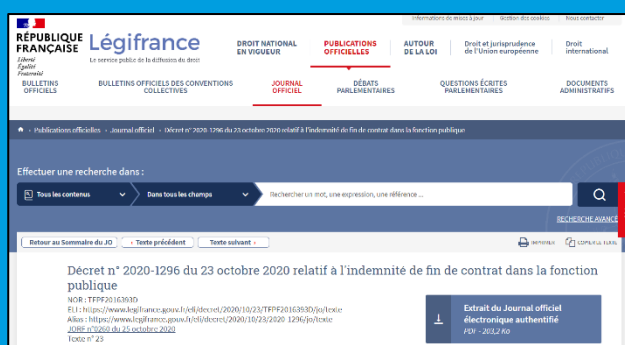 Informations de mises à jour | Gestion des cookies | Nous contacter
RÉPUBLIQUE
FRANÇAISE
Liberté
Égalité
Fraternité
Légifrance
Le service public de la diffusion du droit
DROIT NATIONAL
EN VIGUEUR
PUBLICATIONS
OFFICIELLES
AUTOUR
DE LA LOI
Droit et jurisprudence
de l'Union européenne
Droit
international
BULLETINS
OFFICIELS
BULLETINS OFFICIELS DES CONVENTIONS
COLLECTIVES
JOURNAL
OFFICIEL
DÉBATS
PARLEMENTAIRES
QUESTIONS ÉCRITES
PARLEMENTAIRES
DOCUMENTS
ADMINISTRATIFS
› Publications officielles › Journal officiel › Décret n° 2020-1296 du 23 octobre 2020 relatif à l'indemnité de fin de contrat dans la fonction publique
Effectuer une recherche dans :
Tous les contenus
Dans tous les champs
Rechercher un mot, une expression, une référence ...
RECHERCHE AVANCÉE
Retour au Sommaire du JO
‹ Texte précédent
Texte suivant ›
IMPRIMER
COPIER LE TEXTE
Décret n° 2020-1296 du 23 octobre 2020 relatif à l'indemnité de fin de contrat dans la fonction
publique
NOR : TFPF2016393D
ELI : https://www.legifrance.gouv.fr/eli/decret/2020/10/23/TFPF2016393D/jo/texte
Alias : https://www.legifrance.gouv.fr/eli/decret/2020/10/23/2020-1296/jo/texte
JORF n°0260 du 25 octobre 2020
Texte n° 23
Extrait du Journal officiel
électronique authentifié
PDF - 203,2 Ko